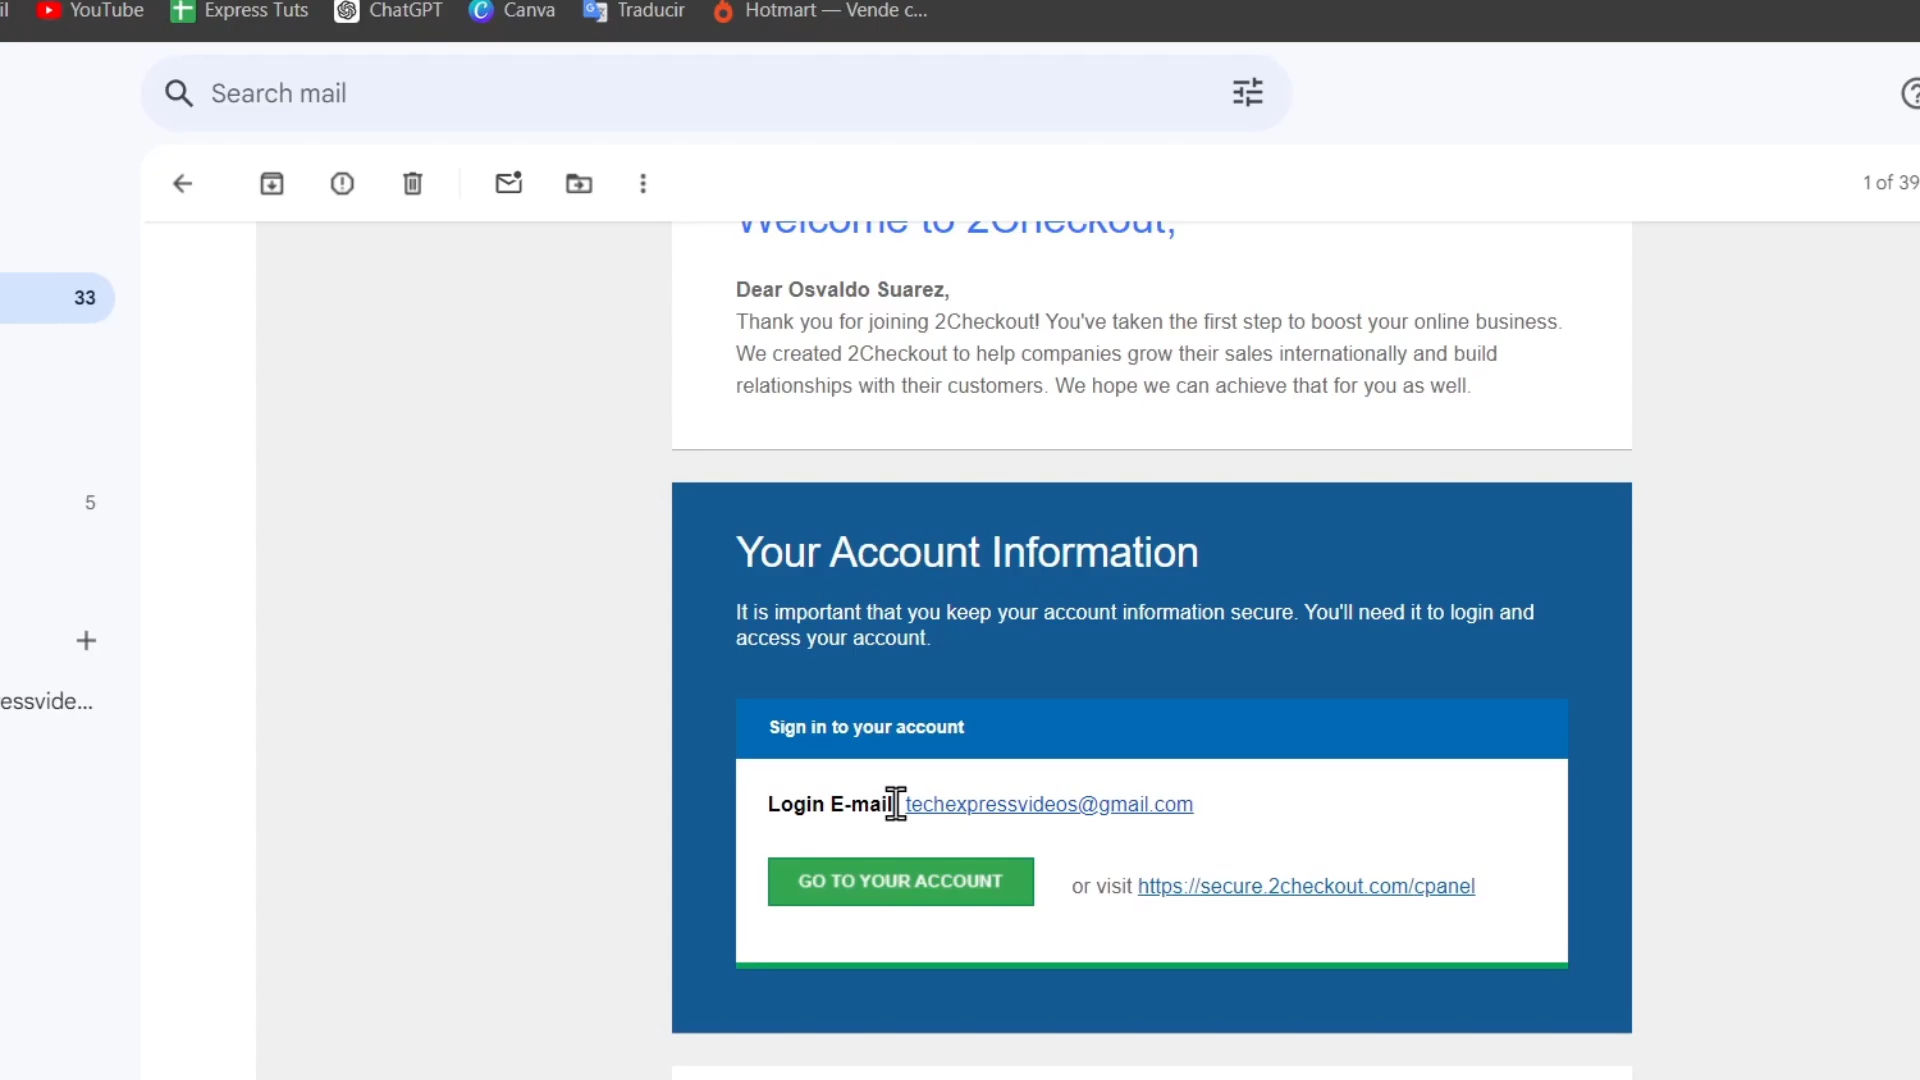 il YouTube Express Tuts ChatGPT Canva Traducir Hotmart — Vende c...
Search mail
1 of 39
33
Welcome to 2Checkout,
Dear Osvaldo Suarez,
Thank you for joining 2Checkout! You've taken the first step to boost your online business.
We created 2Checkout to help companies grow their sales internationally and build
relationships with their customers. We hope we can achieve that for you as well.
5
Your Account Information
It is important that you keep your account information secure. You'll need it to login and
access your account.
essvide...
Sign in to your account
Login E-mail techexpressvideos@gmail.com
GO TO YOUR ACCOUNT or visit https://secure.2checkout.com/cpanel